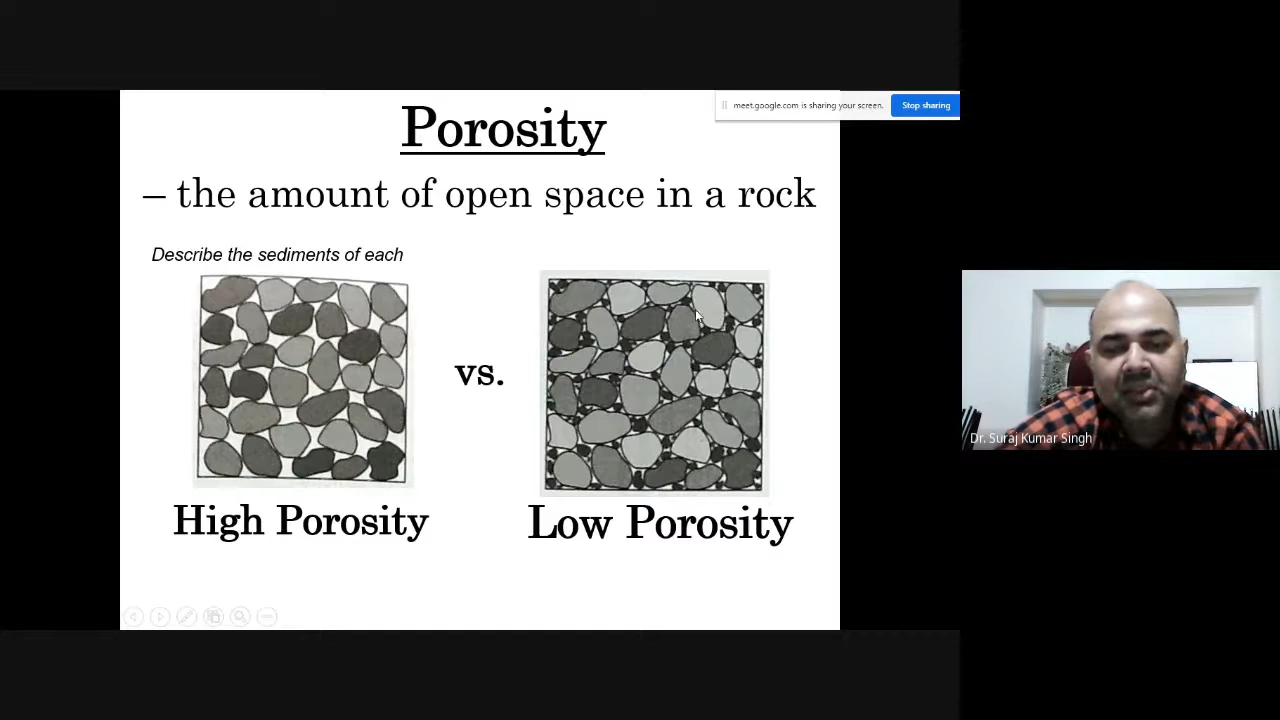 meet.google.com is sharing your screen.
Stop sharing
Porosity
– the amount of open space in a rock
Describe the sediments of each
vs.
High Porosity
Low Porosity
Dr. Suraj Kumar Singh